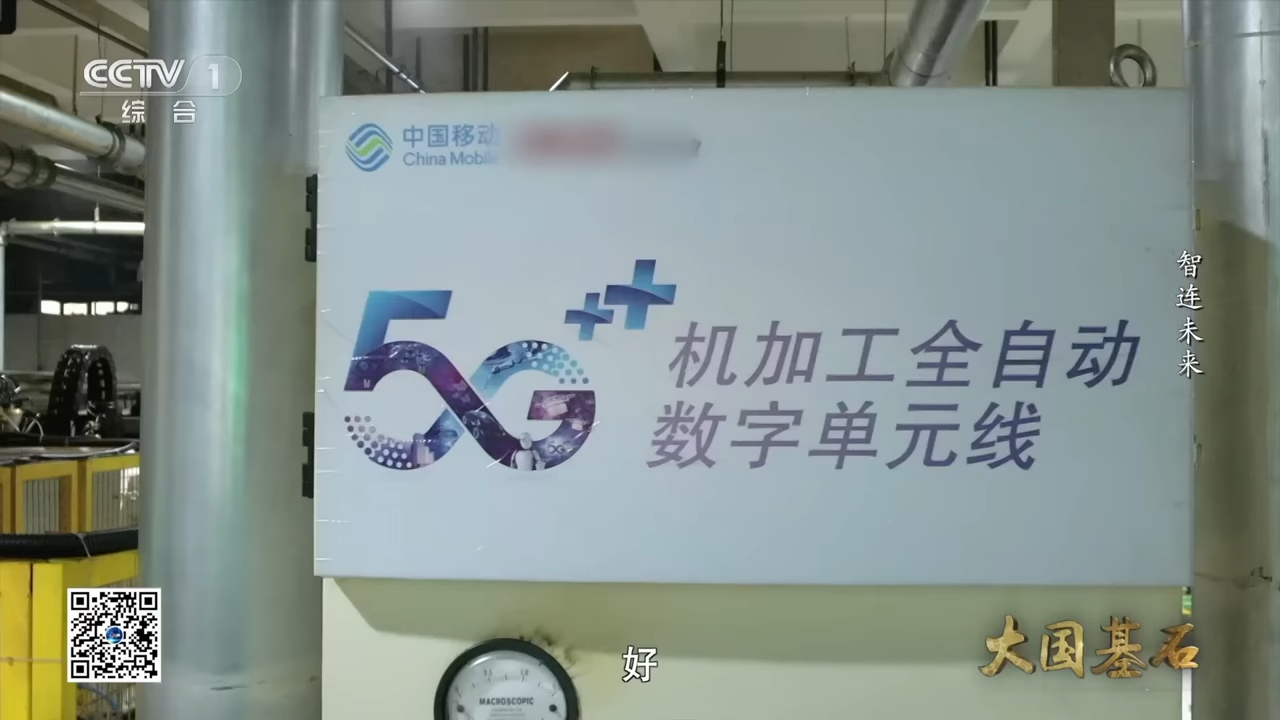 CCTV 1
综合
中国移动
China Mobile
5G++
机加工全自动
数字单元线
智连未来
MACROSCOPIC
好
大国基石